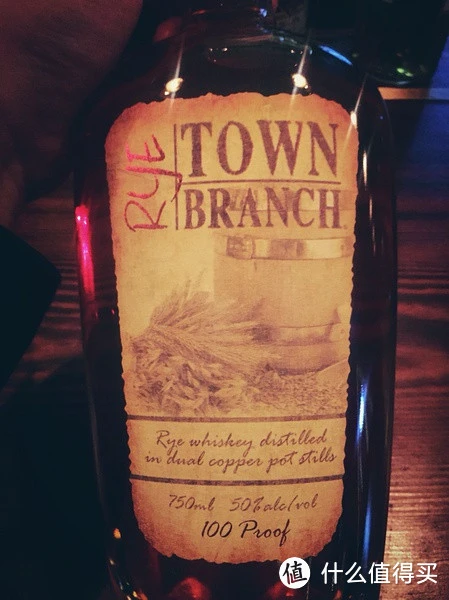 RYE
TOWN
BRANCH
Rye whiskey distilled
in dual copper pot stills
750ml 50%alc/vol
100 Proof
值 什么值得买